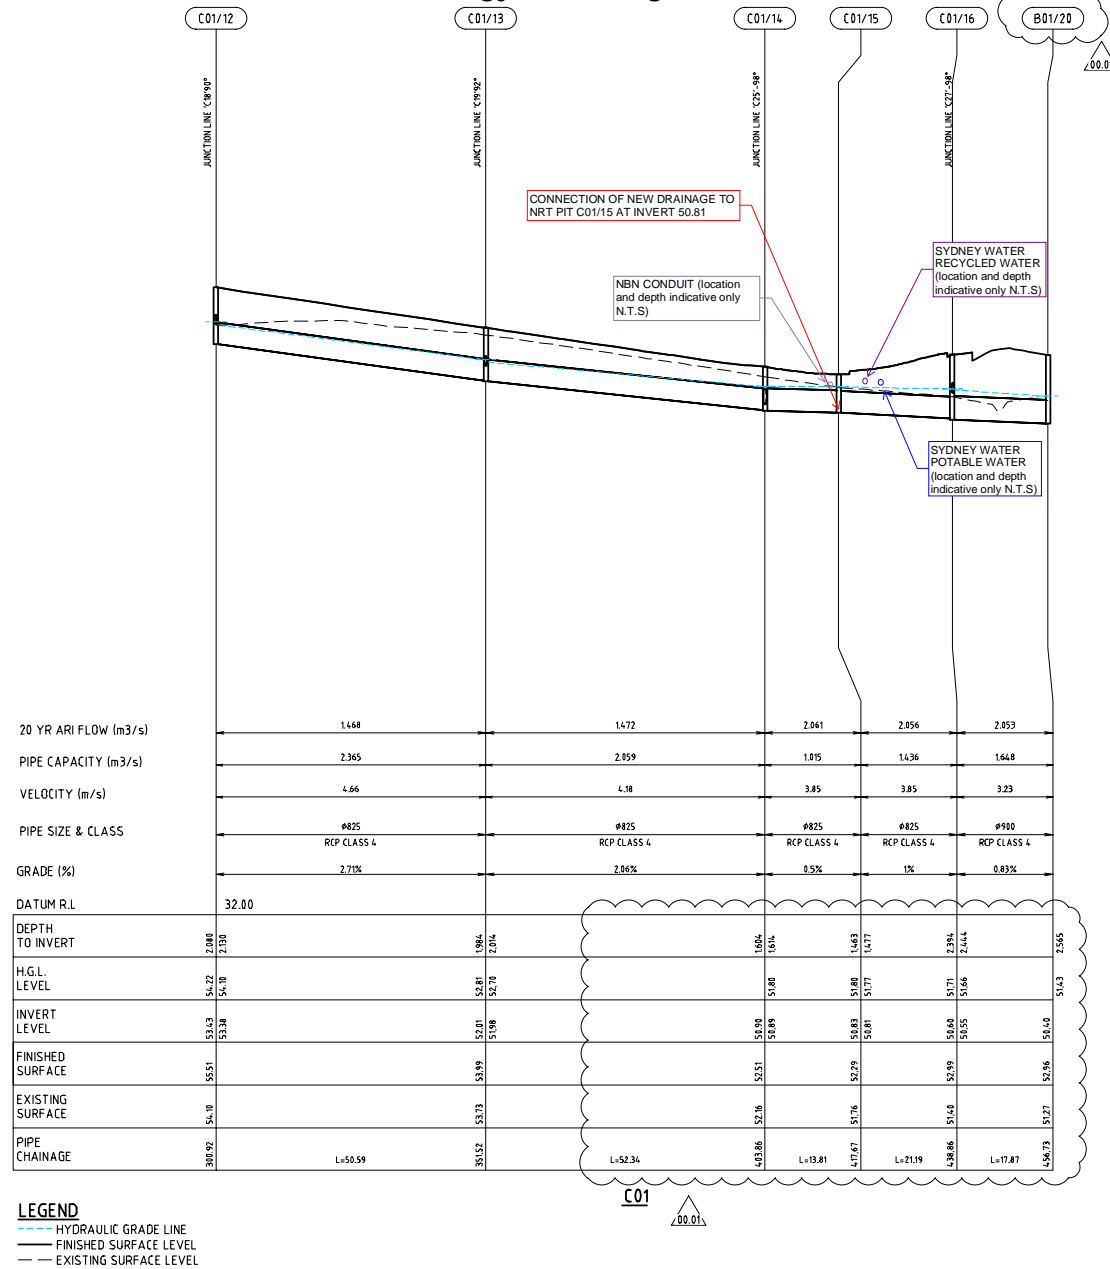 C01/12
C01/13
C01/14
C01/15
C01/16
B01/20
JUNCTION LINE 'C18'90°
JUNCTION LINE 'C19'92°
JUNCTION LINE 'C25'-98°
JUNCTION LINE 'C27'-98°
CONNECTION OF NEW DRAINAGE TO
NRT PIT C01/15 AT INVERT 50.81
NBN CONDUIT (location
and depth indicative only
N.T.S)
SYDNEY WATER
RECYCLED WATER
(location and depth
indicative only N.T.S)
SYDNEY WATER
POTABLE WATER
(location and depth
indicative only N.T.S)
20 YR ARI FLOW (m3/s) 1.468 1.472 2.061 2.056 2.053
PIPE CAPACITY (m3/s) 2.365 2.059 1.015 1.436 1.648
VELOCITY (m/s) 4.66 4.18 3.85 3.85 3.23
PIPE SIZE & CLASS ø825 ø825 ø825 ø825 ø900
RCP CLASS 4 RCP CLASS 4 RCP CLASS 4 RCP CLASS 4 RCP CLASS 4
GRADE (%) 2.71% 2.06% 0.5% 1% 0.83%
DATUM R.L 32.00
DEPTH
TO INVERT 2.080 2.130 1.984 2.014 1.604 1.614 1.463 1.477 2.394 2.444 2.565
H.G.L.
LEVEL 54.22 54.10 52.81 52.70 51.80 51.80 51.77 51.71 51.66 51.43
INVERT
LEVEL 53.43 53.38 52.01 51.98 50.90 50.89 50.83 50.81 50.60 50.55 50.40
FINISHED
SURFACE 55.51 53.99 52.51 52.29 52.99 52.96
EXISTING
SURFACE 54.10 53.73 52.16 51.76 51.40 51.27
PIPE
CHAINAGE 300.92 L=50.59 351.52 L=52.34 403.86 L=13.81 417.67 L=21.19 438.86 L=17.87 456.73
C01
00.01
LEGEND
HYDRAULIC GRADE LINE
FINISHED SURFACE LEVEL
EXISTING SURFACE LEVEL